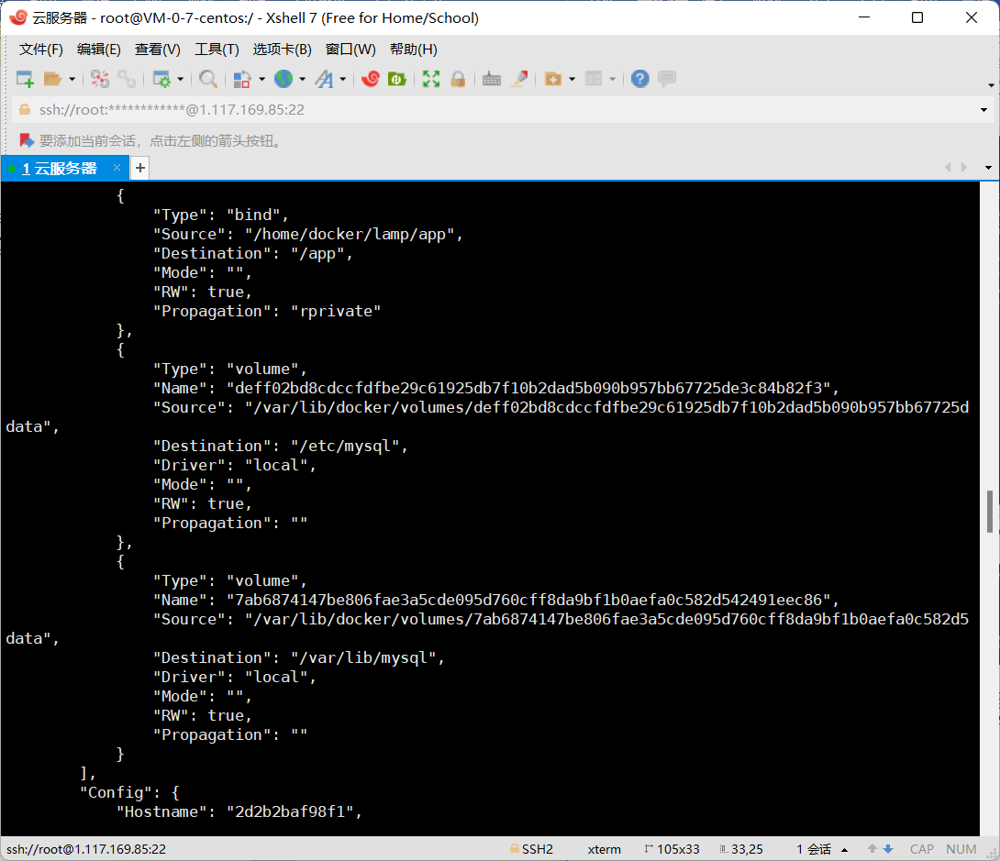 云服务器 - root@VM-0-7-centos:/ - Xshell 7 (Free for Home/School)
文件(F) 编辑(E) 查看(V) 工具(T) 选项卡(B) 窗口(W) 帮助(H)
ssh://root:************@1.117.169.85:22
要添加当前会话，点击左侧的箭头按钮。
1 云服务器 × +
{
"Type": "bind",
"Source": "/home/docker/lamp/app",
"Destination": "/app",
"Mode": "",
"RW": true,
"Propagation": "rprivate"
},
{
"Type": "volume",
"Name": "deff02bd8cdccfdfbe29c61925db7f10b2dad5b090b957bb67725de3c84b82f3",
"Source": "/var/lib/docker/volumes/deff02bd8cdccfdfbe29c61925db7f10b2dad5b090b957bb67725d
data",
"Destination": "/etc/mysql",
"Driver": "local",
"Mode": "",
"RW": true,
"Propagation": ""
},
{
"Type": "volume",
"Name": "7ab6874147be806fae3a5cde095d760cff8da9bf1b0aefa0c582d542491eec86",
"Source": "/var/lib/docker/volumes/7ab6874147be806fae3a5cde095d760cff8da9bf1b0aefa0c582d5
data",
"Destination": "/var/lib/mysql",
"Driver": "local",
"Mode": "",
"RW": true,
"Propagation": ""
}
],
"Config": {
"Hostname": "2d2b2baf98f1",
ssh://root@1.117.169.85:22 SSH2 xterm 105x33 33,25 1 会话 CAP NUM